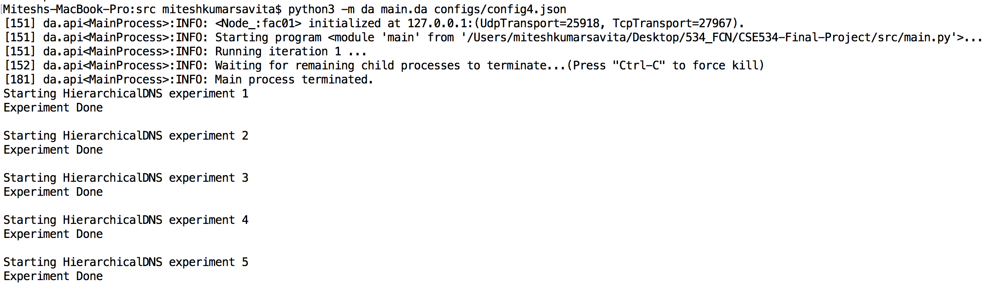 Miteshs-MacBook-Pro:src miteshkumarsavita$ python3 -m da main.da configs/config4.json
[151] da.api<MainProcess>:INFO: <Node_:fac01> initialized at 127.0.0.1:(UdpTransport=25918, TcpTransport=27967).
[151] da.api<MainProcess>:INFO: Starting program <module 'main' from '/Users/miteshkumarsavita/Desktop/534_FCN/CSE534-Final-Project/src/main.py'>...
[151] da.api<MainProcess>:INFO: Running iteration 1 ...
[152] da.api<MainProcess>:INFO: Waiting for remaining child processes to terminate...(Press "Ctrl-C" to force kill)
[181] da.api<MainProcess>:INFO: Main process terminated.
Starting HierarchicalDNS experiment 1
Experiment Done
Starting HierarchicalDNS experiment 2
Experiment Done
Starting HierarchicalDNS experiment 3
Experiment Done
Starting HierarchicalDNS experiment 4
Experiment Done
Starting HierarchicalDNS experiment 5
Experiment Done